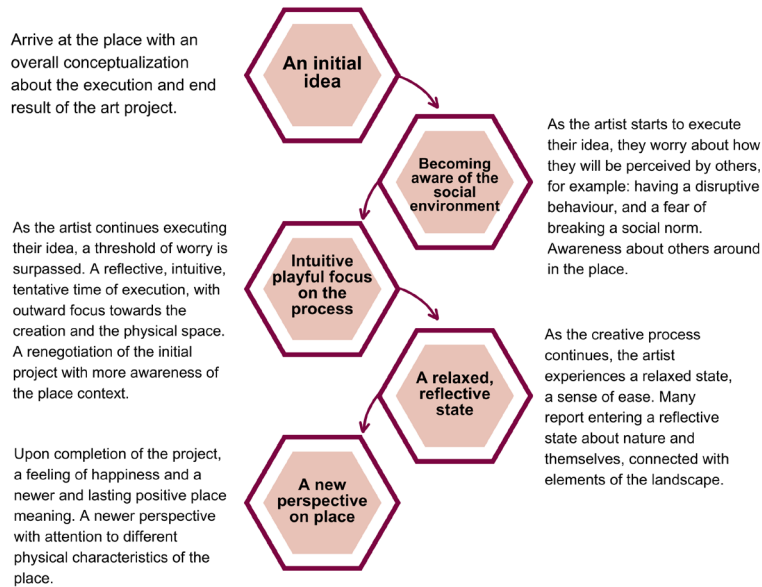 Arrive at the place with an
overall conceptualization
about the execution and end
result of the art project.
An initial
idea
Becoming
aware of the
social
environment
As the artist starts to execute
their idea, they worry about how
they will be perceived by others,
for example: having a disruptive
behaviour, and a fear of
breaking a social norm.
Awareness about others around
in the place.
As the artist continues executing
their idea, a threshold of worry is
surpassed. A reflective, intuitive,
tentative time of execution, with
outward focus towards the
creation and the physical space.
A renegotiation of the initial
project with more awareness of
the place context.
Intuitive
playful focus
on the
process
A relaxed,
reflective
state
As the creative process
continues, the artist
experiences a relaxed state,
a sense of ease. Many
report entering a reflective
state about nature and
themselves, connected with
elements of the landscape.
Upon completion of the project,
a feeling of happiness and a
newer and lasting positive place
meaning. A newer perspective
with attention to different
physical characteristics of the
place.
A new
perspective
on place